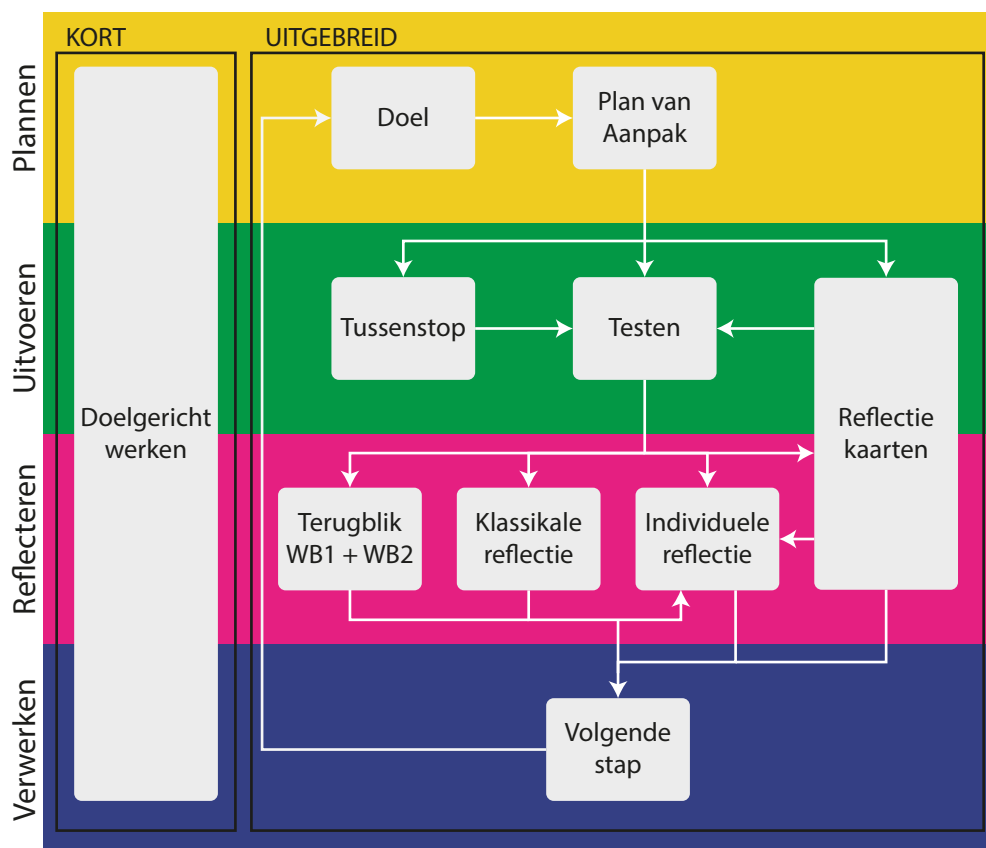 KORT
UITGEBREID
Plannen
Doel
Plan van
Aanpak
Uitvoeren
Tussenstop
Testen
Doelgericht
werken
Reflectie
kaarten
Reflecteren
Terugblik
WB1 + WB2
Klassikale
reflectie
Individuele
reflectie
Verwerken
Volgende
stap